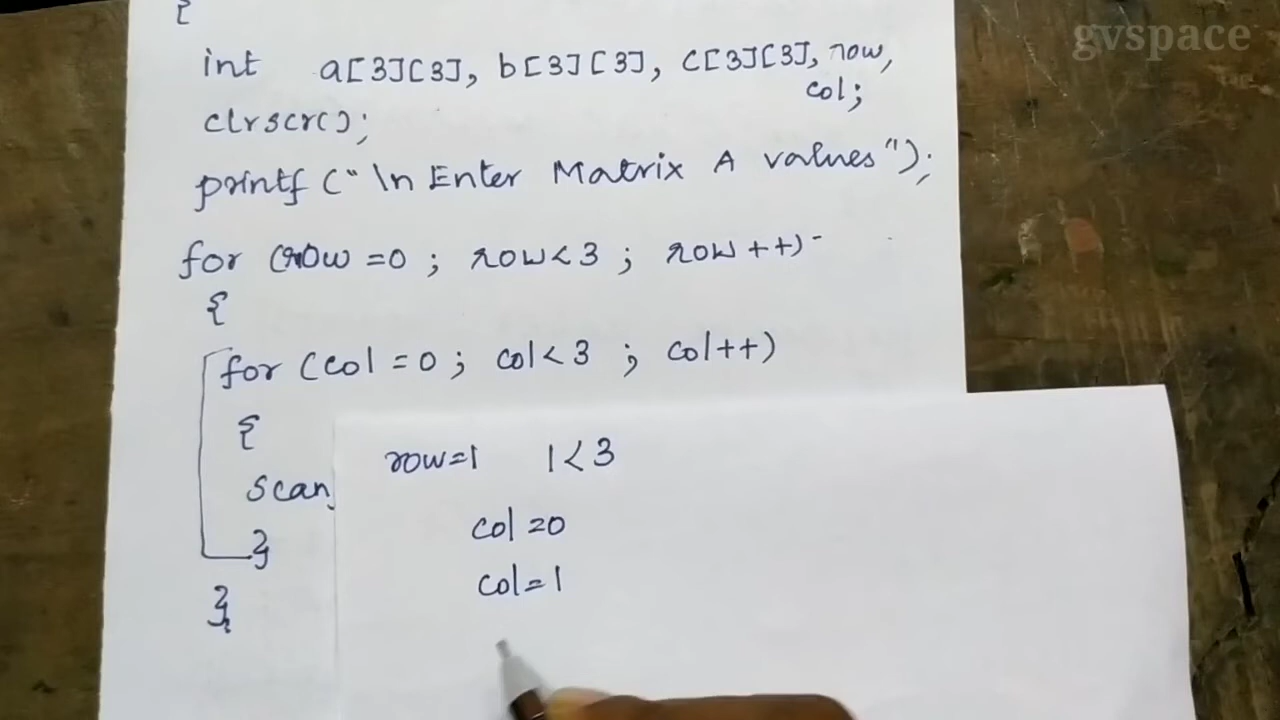 gvspace
{
int a[3][3], b[3][3], c[3][3], row,
col;
clrscr();
printf ("\n Enter Matrix A values");
for (row =0 ; row<3 ; row++)
{
for (col =0 ; col<3 ; col++)
{
scan
}
}
row=1 1<3
col =0
col=1